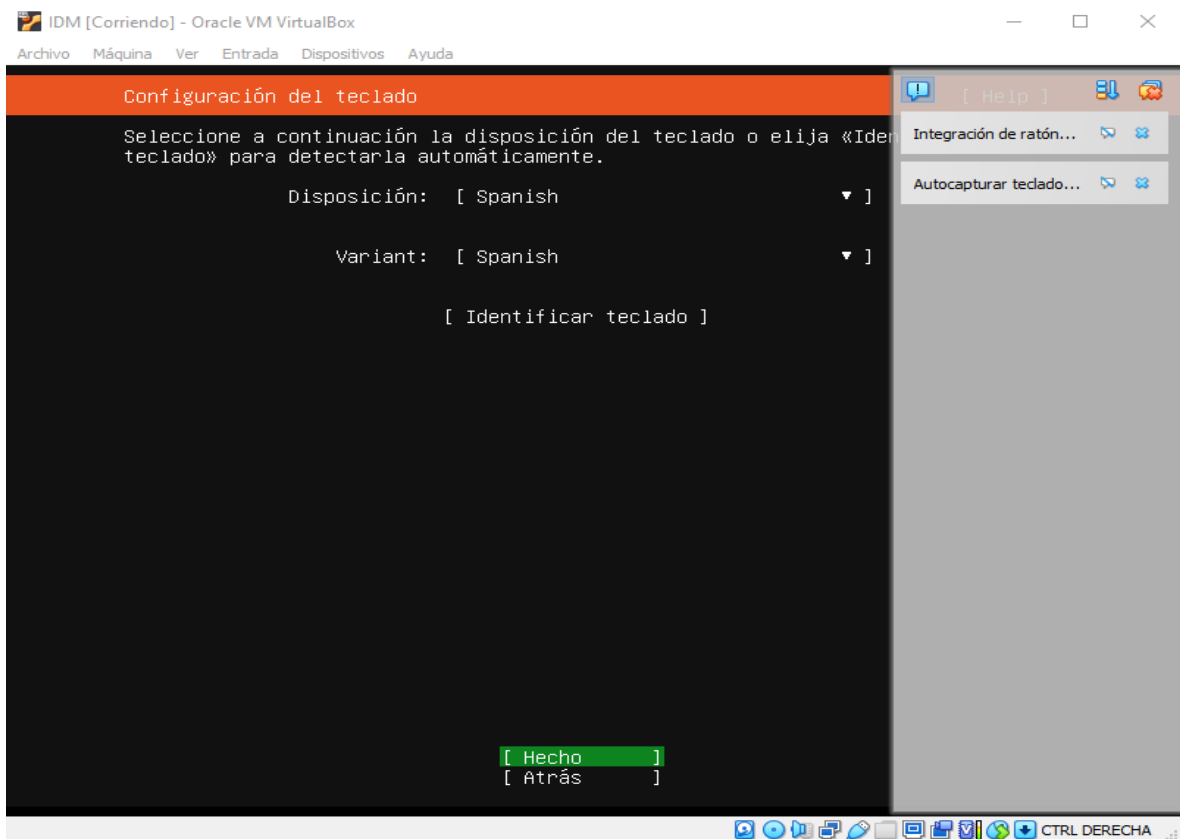 IDM [Corriendo] - Oracle VM VirtualBox
Archivo Máquina Ver Entrada Dispositivos Ayuda
Configuración del teclado
[ Help ]
Seleccione a continuación la disposición del teclado o elija «Iden
teclado» para detectarla automáticamente.
Integración de ratón...
Autocapturar teclado...
Disposición: [ Spanish ▾ ]
Variant: [ Spanish ▾ ]
[ Identificar teclado ]
[ Hecho ]
[ Atrás ]
CTRL DERECHA